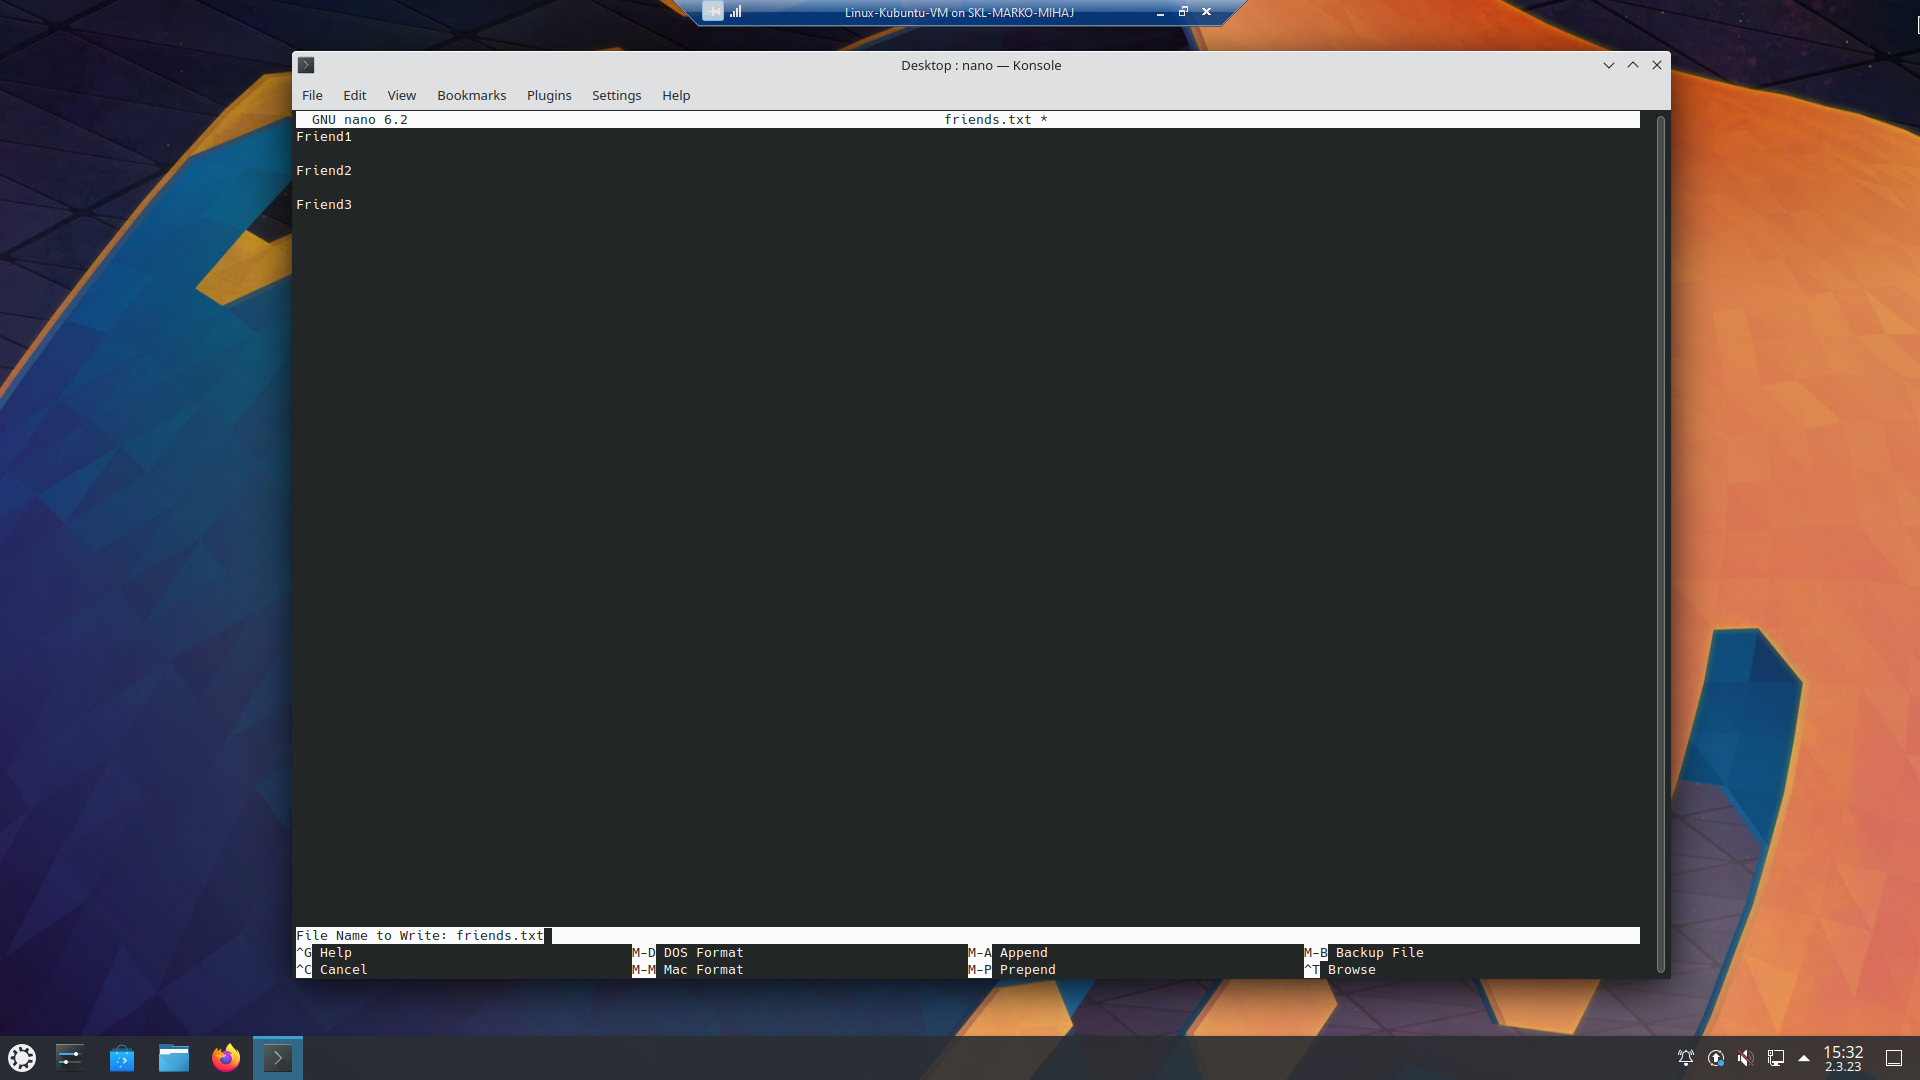 Linux-Kubuntu-VM on SKL-MARKO-MIHAJ
Desktop : nano — Konsole
File Edit View Bookmarks Plugins Settings Help
GNU nano 6.2 friends.txt *
Friend1
Friend2
Friend3
File Name to Write: friends.txt
^G Help M-D DOS Format M-A Append M-B Backup File
^C Cancel M-M Mac Format M-P Prepend ^T Browse
15:32
2.3.23